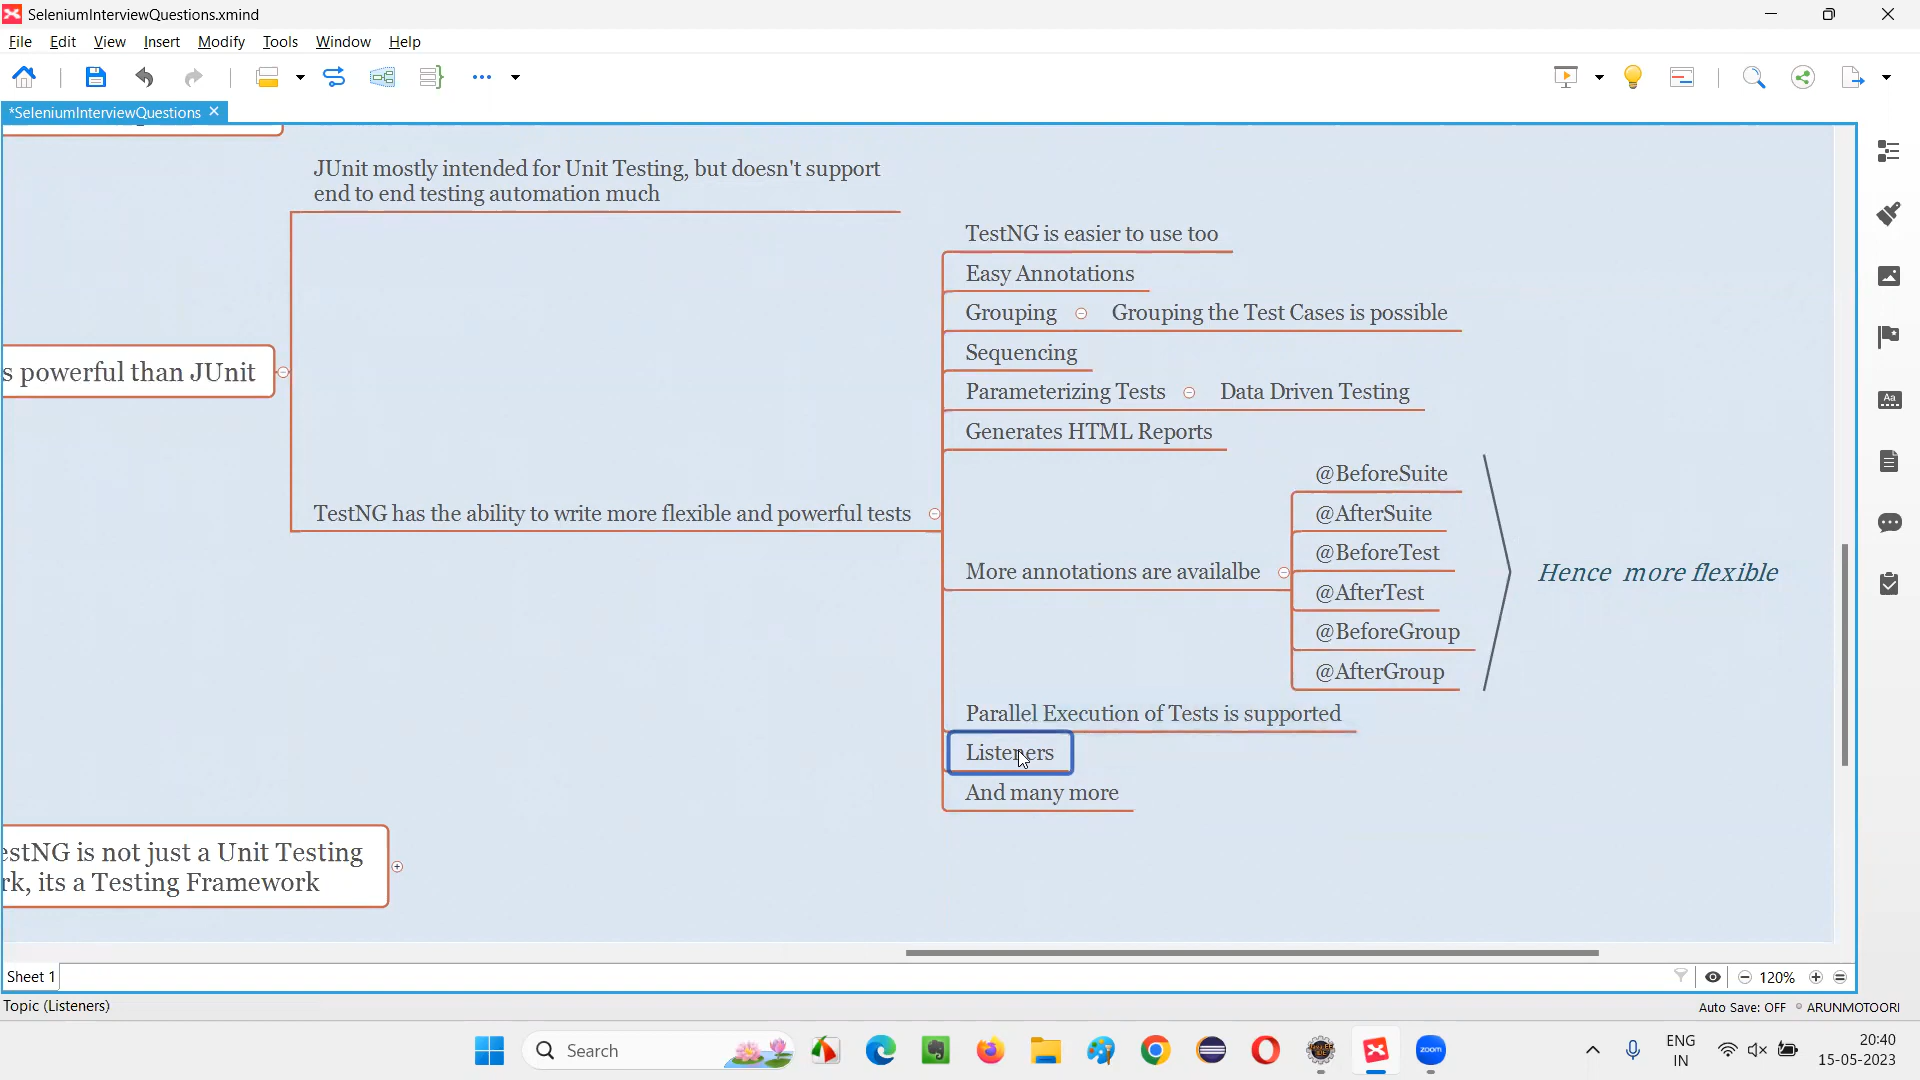 SeleniumInterviewQuestions.xmind
File Edit View Insert Modify Tools Window Help
*SeleniumInterviewQuestions
JUnit mostly intended for Unit Testing, but doesn't support
end to end testing automation much
TestNG is easier to use too
Easy Annotations
Grouping Grouping the Test Cases is possible
Sequencing
s powerful than JUnit
Parameterizing Tests Data Driven Testing
Generates HTML Reports
@BeforeSuite
TestNG has the ability to write more flexible and powerful tests
@AfterSuite
@BeforeTest
More annotations are availalbe
Hence more flexible
@AfterTest
@BeforeGroup
@AfterGroup
Parallel Execution of Tests is supported
Listeners
And many more
estNG is not just a Unit Testing
rk, its a Testing Framework
Sheet 1
120%
Topic (Listeners)
Auto Save: OFF ARUNMOTOORI
Search
zoom
ENG
IN
20:40
15-05-2023